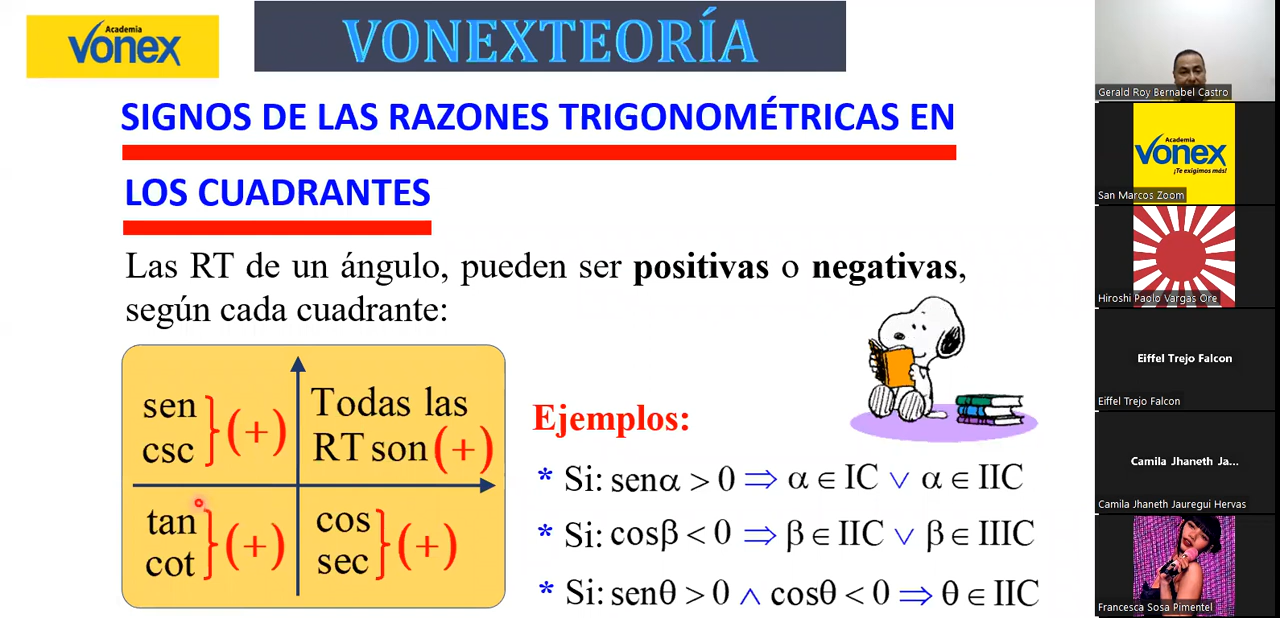 Academia
Vonex
VONEXTEORÍA
SIGNOS DE LAS RAZONES TRIGONOMÉTRICAS EN
LOS CUADRANTES
Las RT de un ángulo, pueden ser positivas o negativas,
según cada cuadrante:
sen
csc
(+)
Todas las
RT son (+)
tan
cot
(+)
cos
sec
(+)
Ejemplos:
* Si: senα > 0 ⇒ α ∈ IC ∨ α ∈ IIC
* Si: cosβ < 0 ⇒ β ∈ IIC ∨ β ∈ IIIC
* Si: senθ > 0 ∧ cosθ < 0 ⇒ θ ∈ IIC
Gerald Roy Bernabel Castro
Academia
Vonex
¡Te exigimos más!
San Marcos Zoom
Hiroshi Paolo Vargas Ore
Eiffel Trejo Falcon
Eiffel Trejo Falcon
Camila Jhaneth Ja...
Camila Jhaneth Jauregui Hervas
Francesca Sosa Pimentel